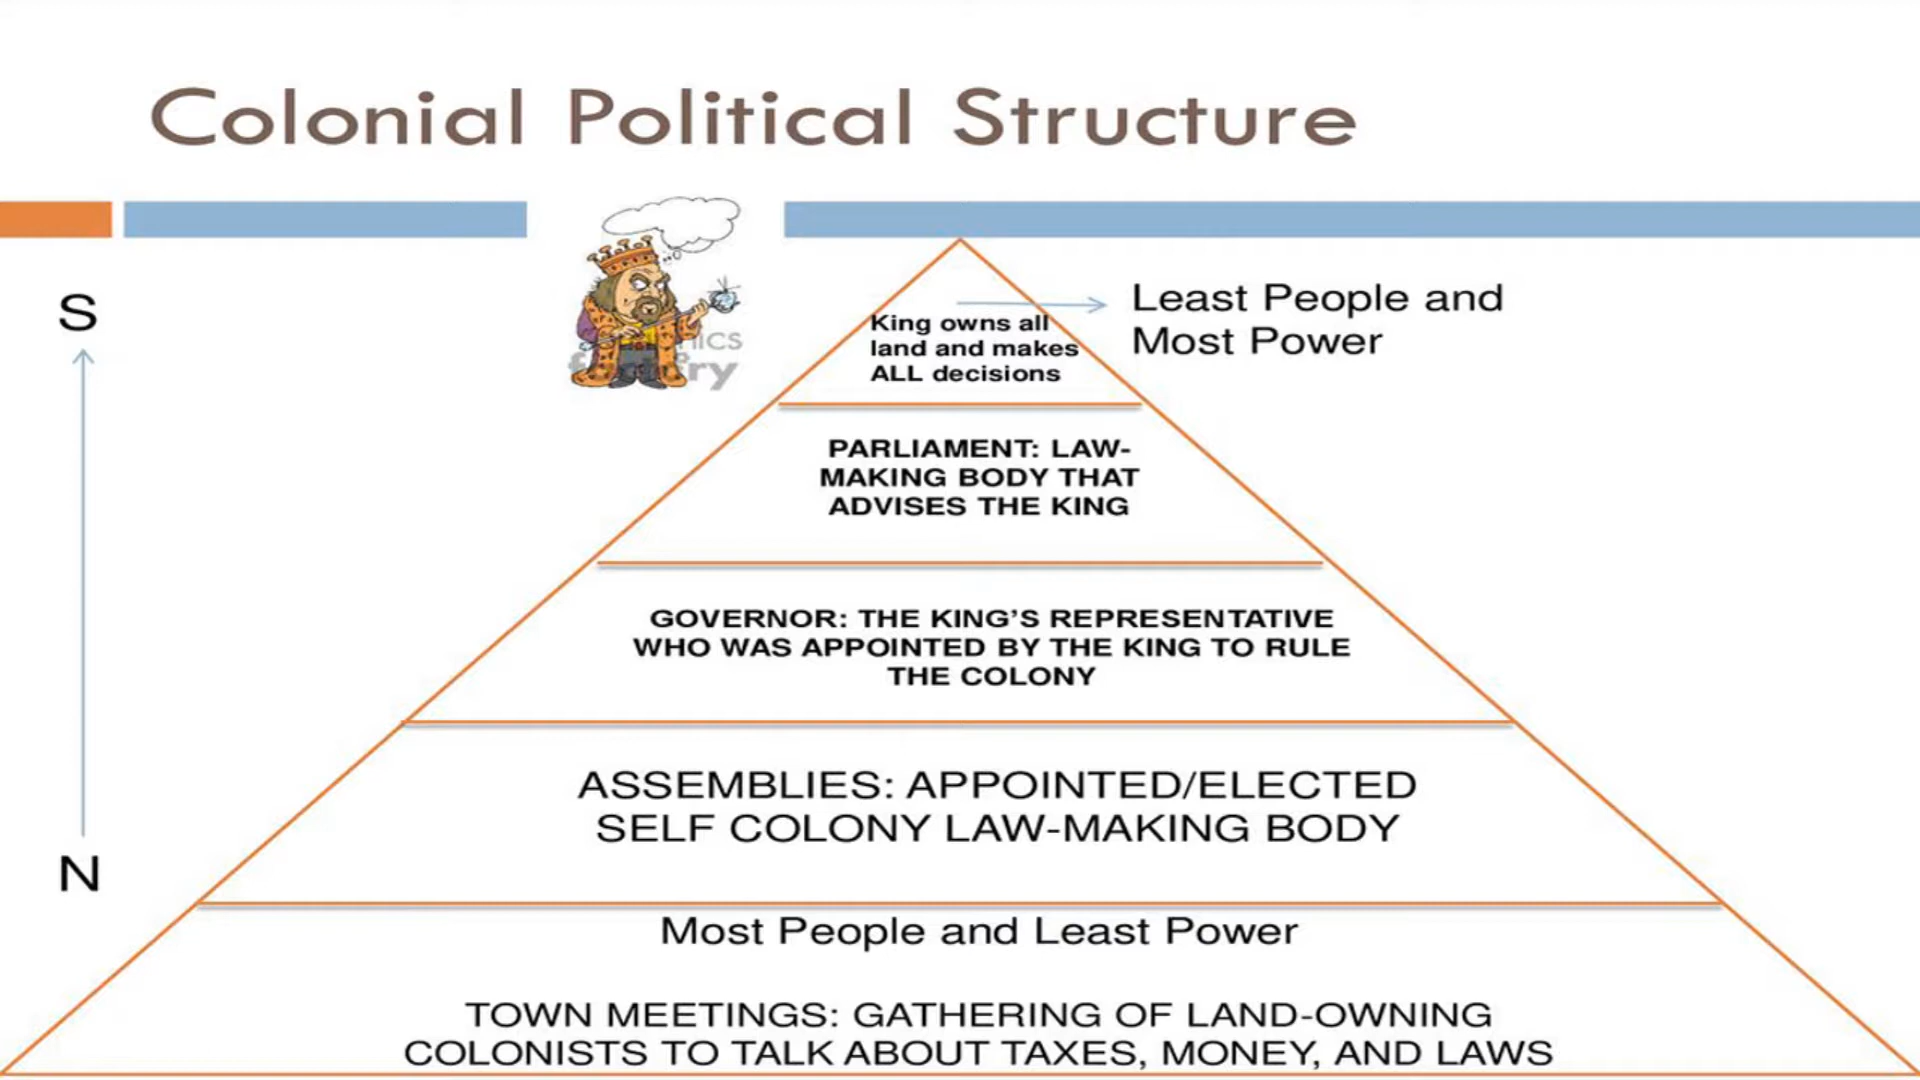 Colonial Political Structure
S
N
King owns all
land and makes
ALL decisions
Least People and
Most Power
PARLIAMENT: LAW-
MAKING BODY THAT
ADVISES THE KING
GOVERNOR: THE KING’S REPRESENTATIVE
WHO WAS APPOINTED BY THE KING TO RULE
THE COLONY
ASSEMBLIES: APPOINTED/ELECTED
SELF COLONY LAW-MAKING BODY
Most People and Least Power
TOWN MEETINGS: GATHERING OF LAND-OWNING
COLONISTS TO TALK ABOUT TAXES, MONEY, AND LAWS